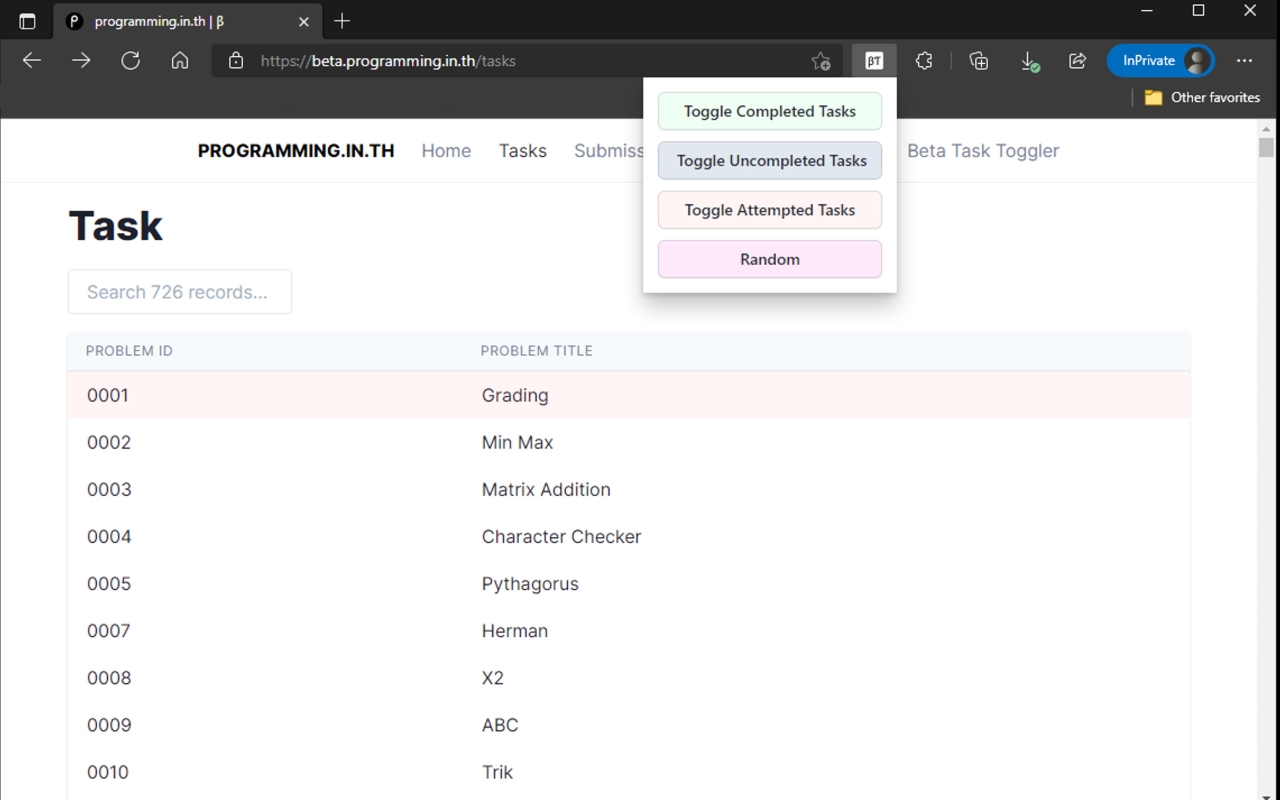 programming.in.th | β
https://beta.programming.in.th/tasks
βT
InPrivate
Other favorites
Toggle Completed Tasks
PROGRAMMING.IN.TH Home Tasks Submiss Beta Task Toggler
Toggle Uncompleted Tasks
Toggle Attempted Tasks
Random
Task
Search 726 records...
PROBLEM ID PROBLEM TITLE
0001 Grading
0002 Min Max
0003 Matrix Addition
0004 Character Checker
0005 Pythagorus
0007 Herman
0008 X2
0009 ABC
0010 Trik